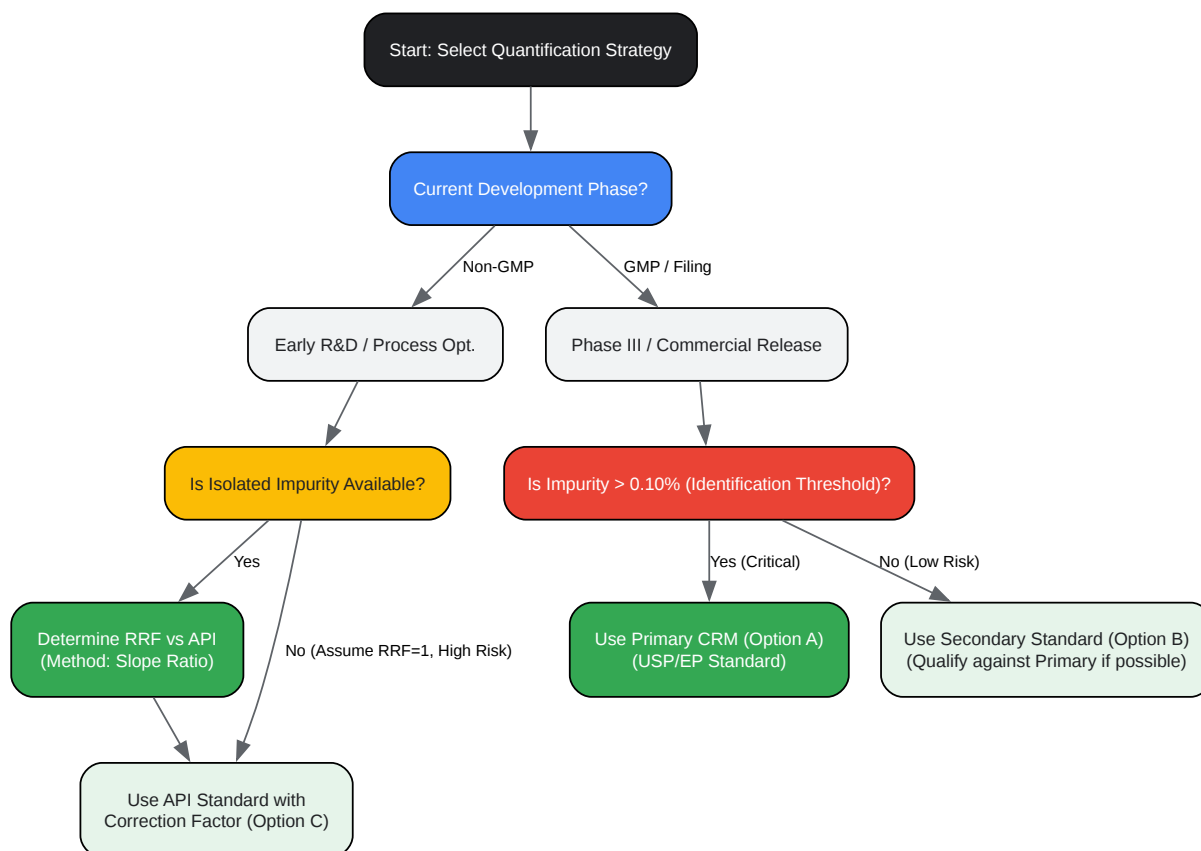 Start: Select Quantification Strategy
Current Development Phase?
Non-GMP
GMP / Filing
Early R&D / Process Opt.
Phase III / Commercial Release
Is Isolated Impurity Available?
Is Impurity > 0.10% (Identification Threshold)?
Yes
Yes (Critical)
No (Low Risk)
Determine RRF vs API
(Method: Slope Ratio)
No (Assume RRF=1, High Risk)
Use Primary CRM (Option A)
(USP/EP Standard)
Use Secondary Standard (Option B)
(Qualify against Primary if possible)
Use API Standard with
Correction Factor (Option C)